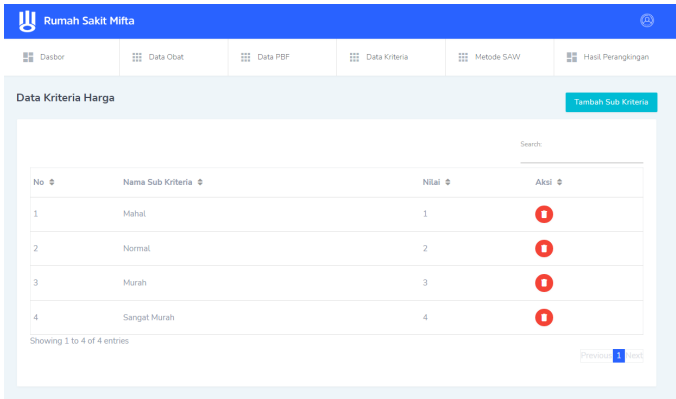 Rumah Sakit Mifta
Dasbor Data Obat Data PBF Data Kriteria Metode SAW Hasil Perangkingan
Data Kriteria Harga
Tambah Sub Kriteria
Search:
No Nama Sub Kriteria Nilai Aksi
1 Mahal 1
2 Normal 2
3 Murah 3
4 Sangat Murah 4
Showing 1 to 4 of 4 entries
Previous 1 Next